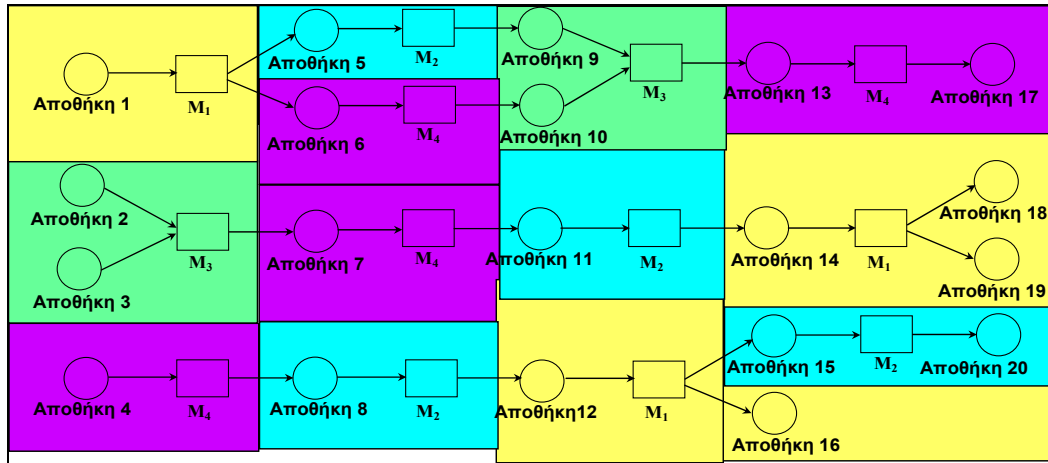 Αποθήκη 1
M1
Αποθήκη 5
M2
Αποθήκη 9
M3
Αποθήκη 13
M4
Αποθήκη 17
Αποθήκη 6
M4
Αποθήκη 10
Αποθήκη 2
M3
Αποθήκη 3
Αποθήκη 7
M4
Αποθήκη 11
M2
Αποθήκη 14
M1
Αποθήκη 18
Αποθήκη 19
Αποθήκη 4
M4
Αποθήκη 8
M2
Αποθήκη12
M1
Αποθήκη 15
M2
Αποθήκη 20
Αποθήκη 16